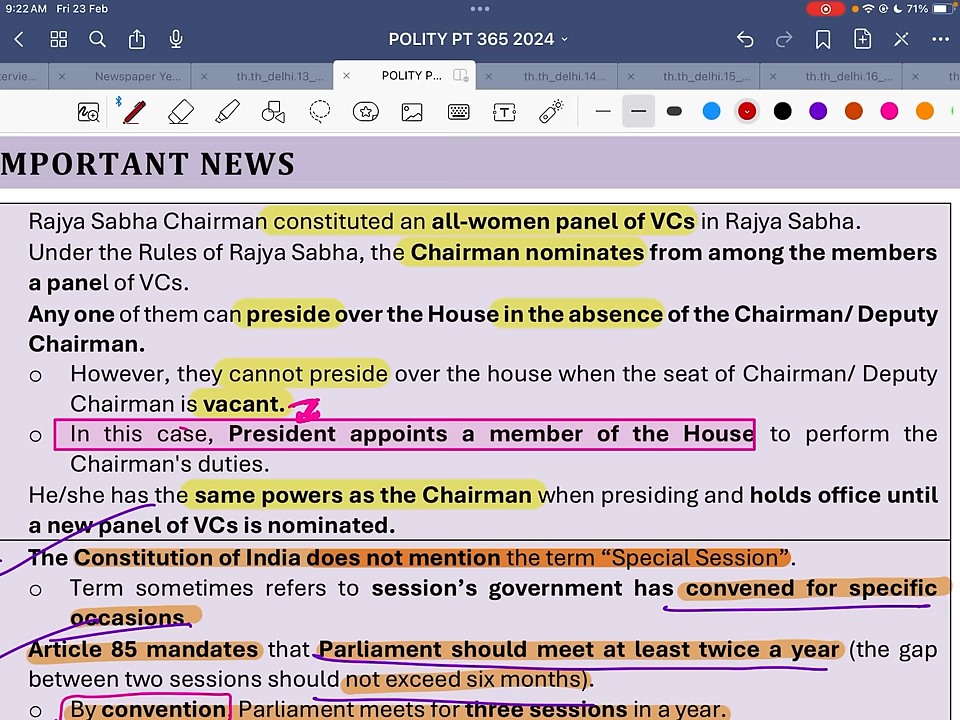 9:22 AM Fri 23 Feb
71%
POLITY PT 365 2024
Newspaper Ye...
th.th_delhi.13_...
POLITY P...
th.th_delhi.14...
th.th_delhi.15_...
th.th_delhi.16_...
MPORTANT NEWS
Rajya Sabha Chairman constituted an all-women panel of VCs in Rajya Sabha.
Under the Rules of Rajya Sabha, the Chairman nominates from among the members
a panel of VCs.
Any one of them can preside over the House in the absence of the Chairman/ Deputy
Chairman.
o However, they cannot preside over the house when the seat of Chairman/ Deputy
Chairman is vacant.
o In this case, President appoints a member of the House to perform the
Chairman's duties.
He/she has the same powers as the Chairman when presiding and holds office until
a new panel of VCs is nominated.
The Constitution of India does not mention the term “Special Session”.
o Term sometimes refers to session’s government has convened for specific
occasions.
Article 85 mandates that Parliament should meet at least twice a year (the gap
between two sessions should not exceed six months).
o By convention, Parliament meets for three sessions in a year.